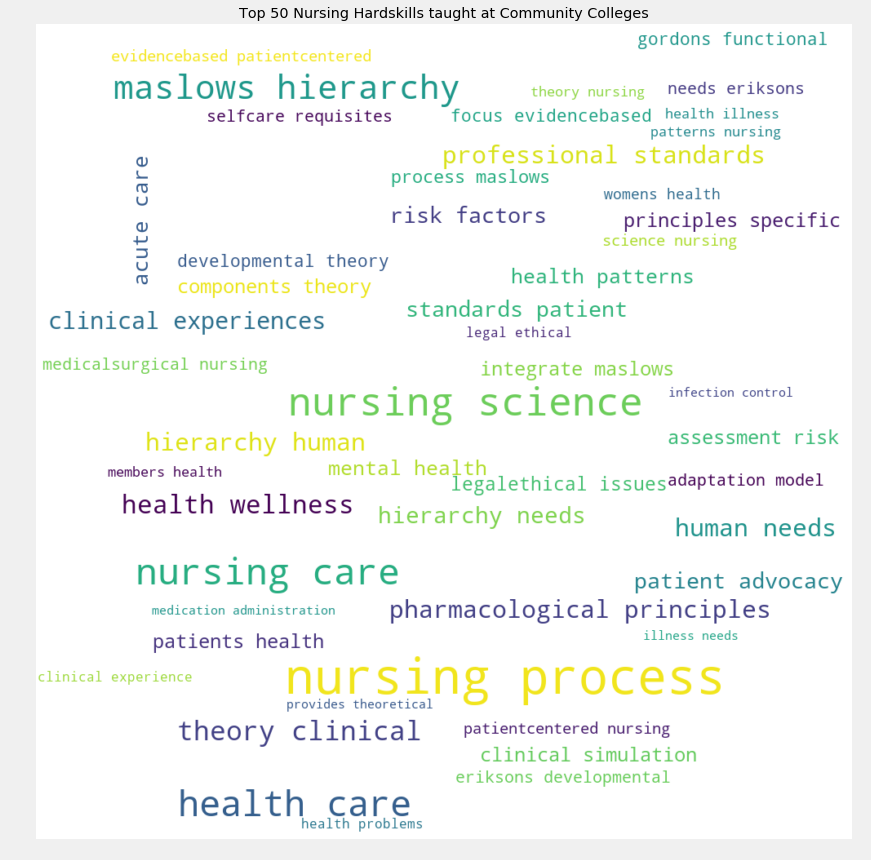 Top 50 Nursing Hardskills taught at Community Colleges
gordons functional
evidencebased patientcentered
maslows hierarchy
theory nursing
needs eriksons
selfcare requisites
focus evidencebased
health illness
patterns nursing
professional standards
acute care
process maslows
womens health
risk factors
principles specific
science nursing
developmental theory
health patterns
components theory
standards patient
clinical experiences
legal ethical
medicalsurgical nursing
integrate maslows
nursing science
infection control
hierarchy human
assessment risk
members health
mental health
legalethical issues
adaptation model
health wellness
hierarchy needs
human needs
nursing care
patient advocacy
medication administration
pharmacological principles
patients health
illness needs
clinical experience
nursing process
provides theoretical
theory clinical
patientcentered nursing
clinical simulation
eriksons developmental
health care
health problems